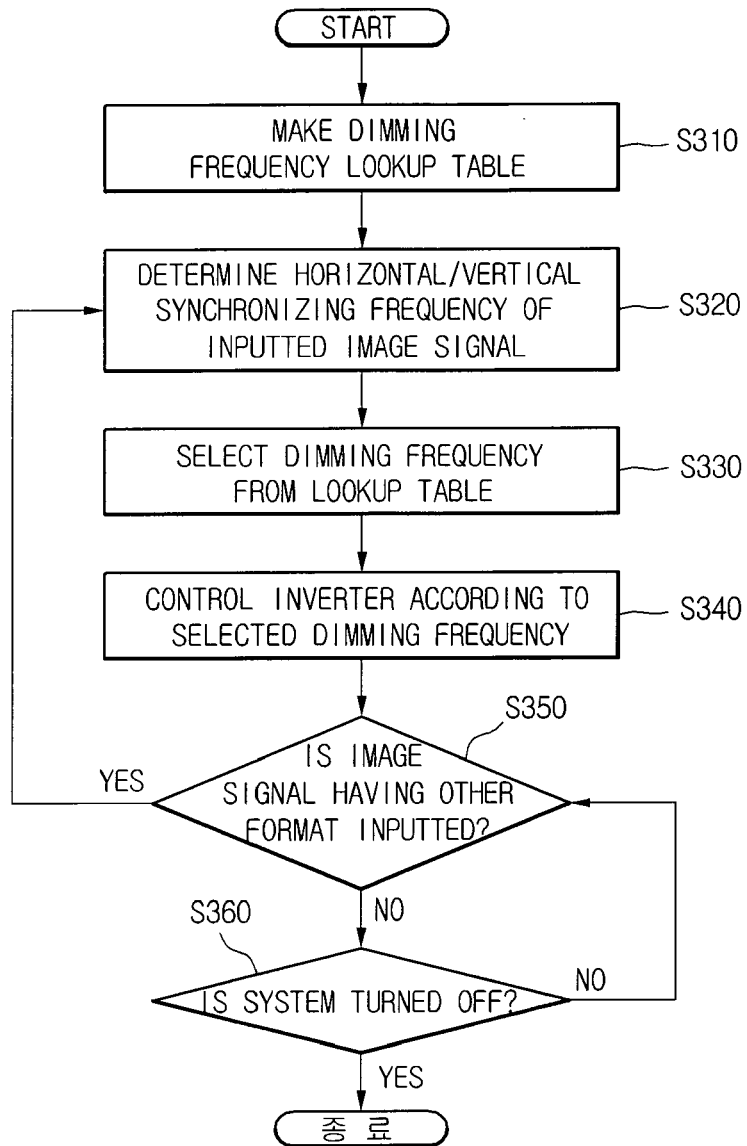 START
MAKE DIMMING
FREQUENCY LOOKUP TABLE
S310
DETERMINE HORIZONTAL/VERTICAL
SYNCHRONIZING FREQUENCY OF
INPUTTED IMAGE SIGNAL
S320
SELECT DIMMING FREQUENCY
FROM LOOKUP TABLE
S330
CONTROL INVERTER ACCORDING TO
SELECTED DIMMING FREQUENCY
S340
S350
IS IMAGE
SIGNAL HAVING OTHER
FORMAT INPUTTED?
YES
NO
S360
IS SYSTEM TURNED OFF?
NO
YES
종료